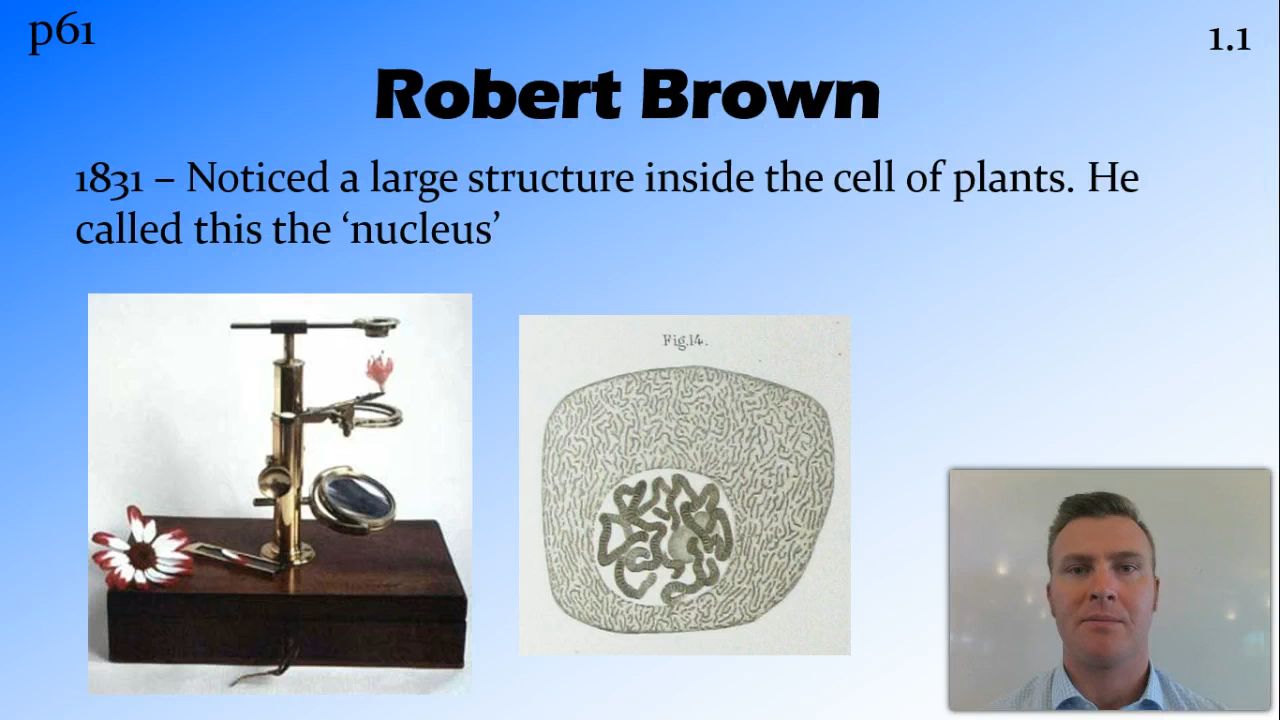 p61
1.1
Robert Brown
1831 – Noticed a large structure inside the cell of plants. He
called this the ‘nucleus’
Fig.14.